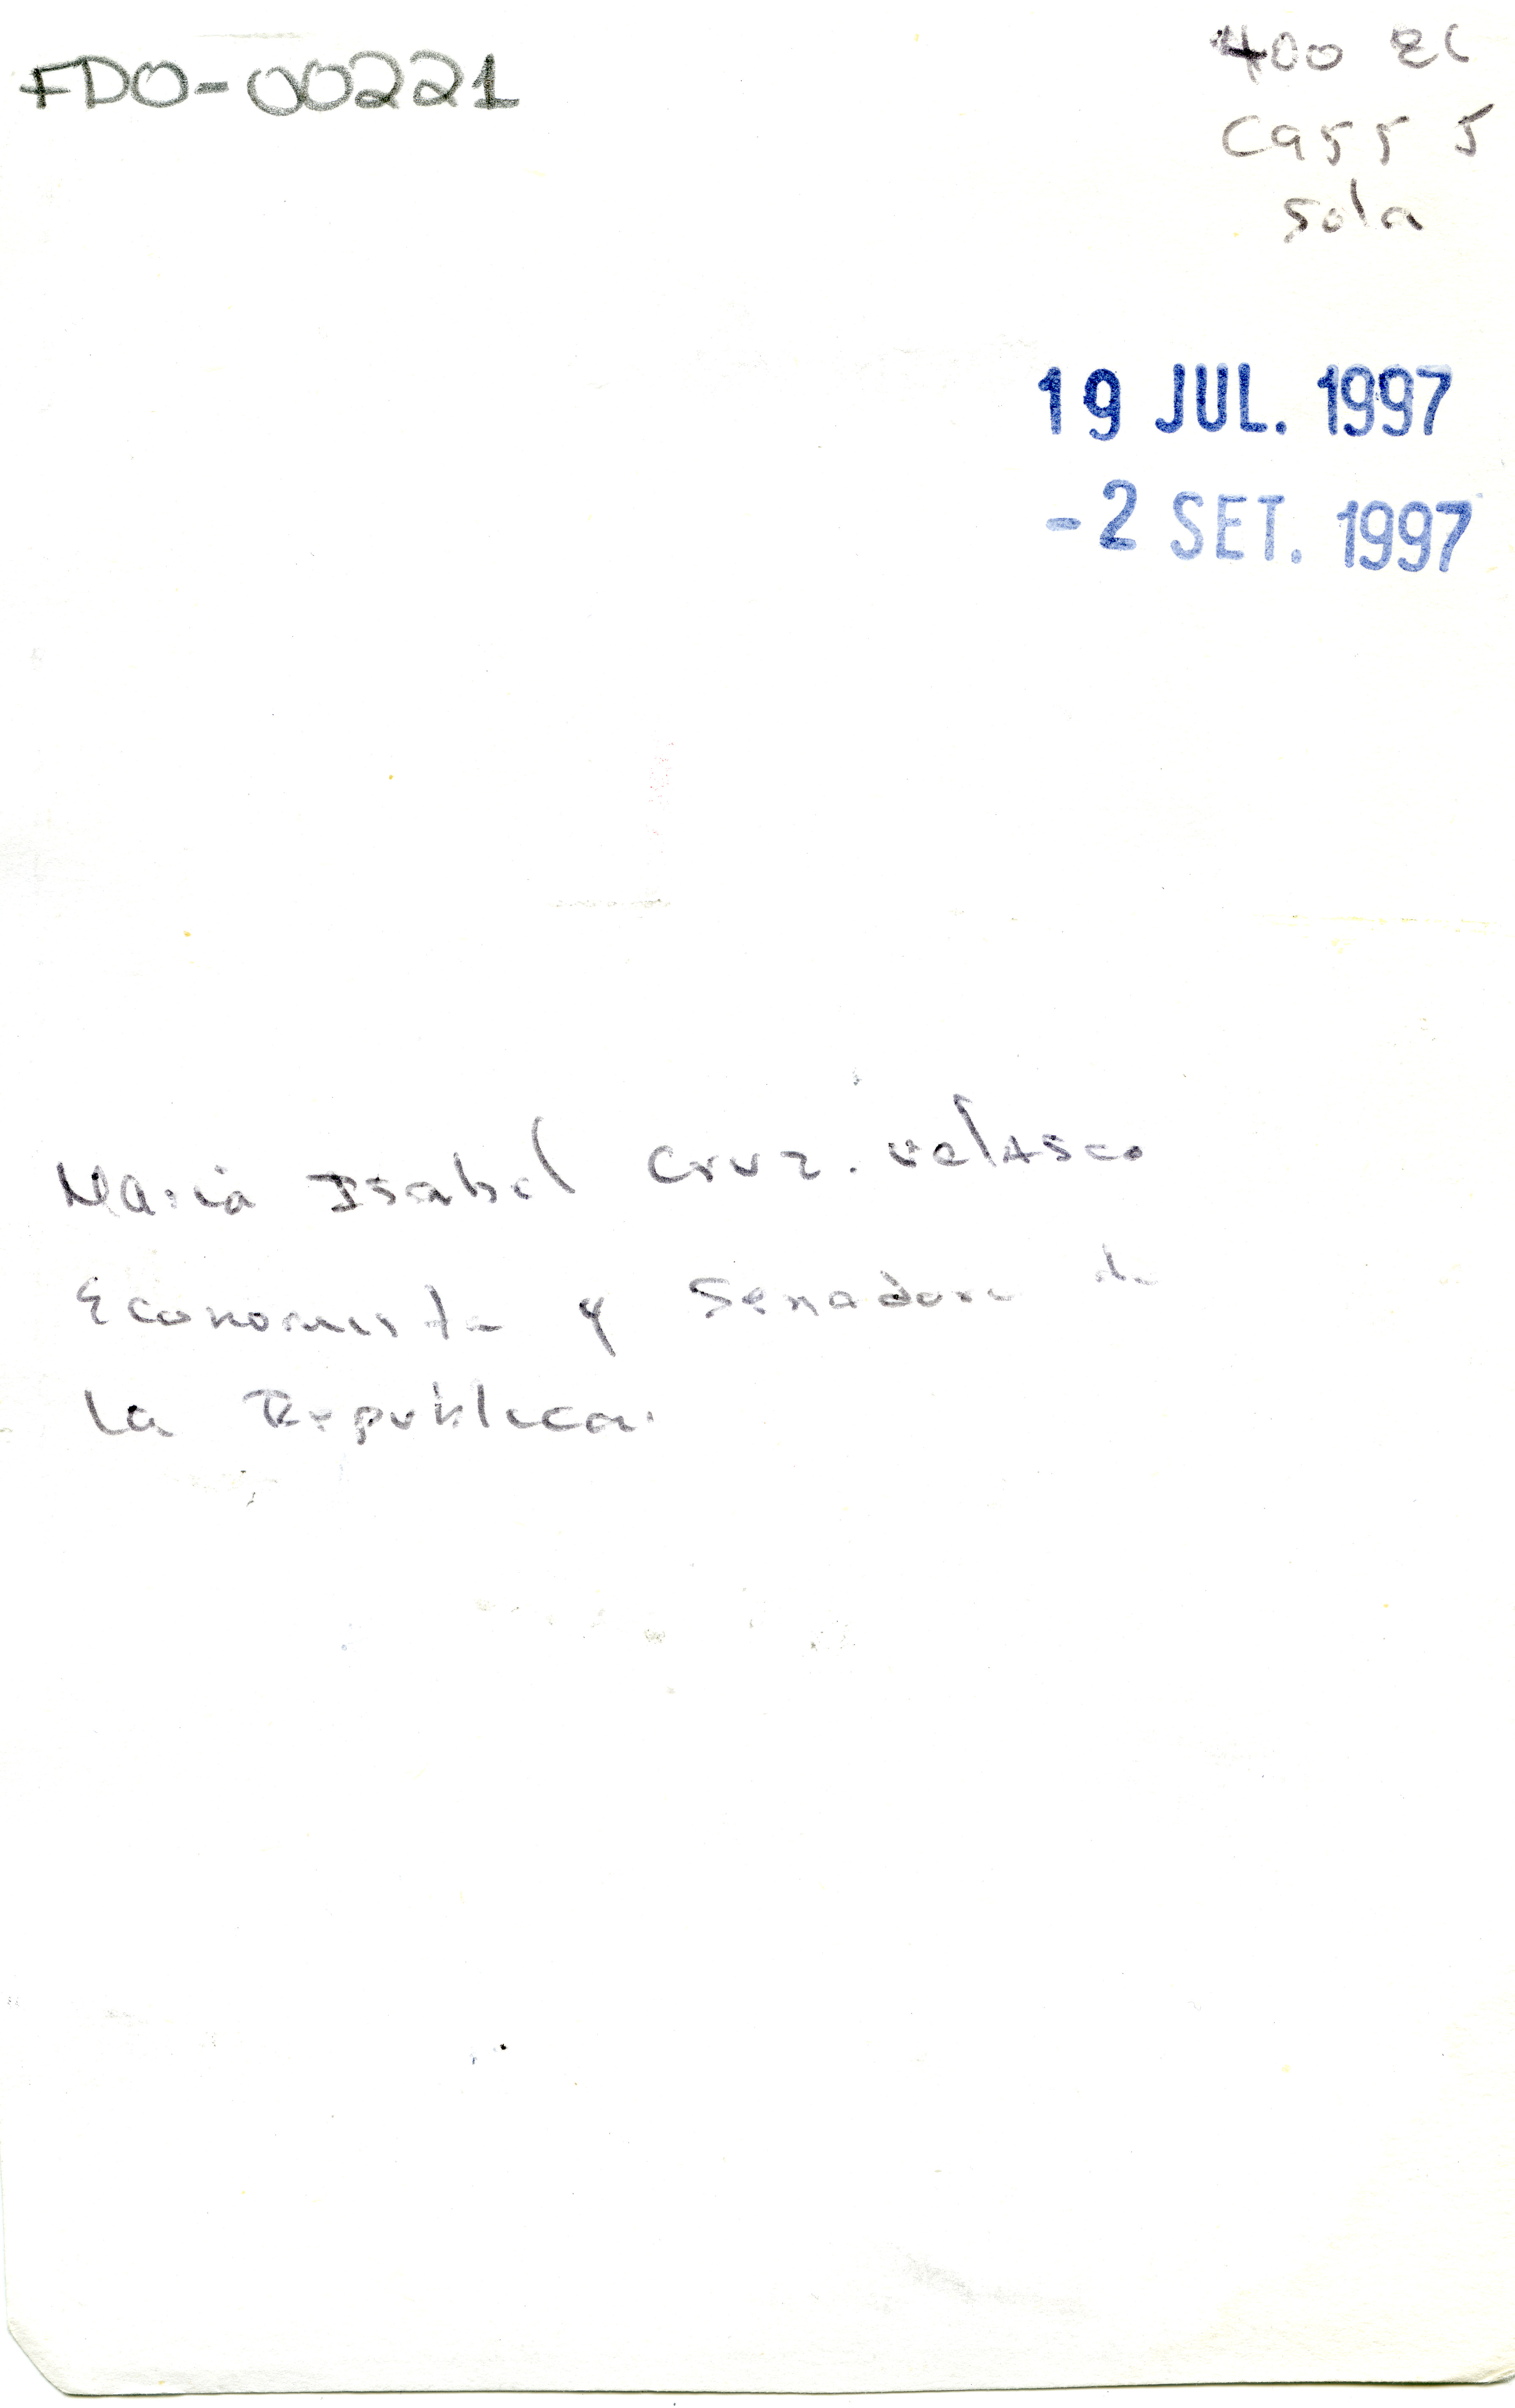 FDO-00221
400
C955 J
Sola
19 JUL. 1997
-2 SET. 1997
Maria Isabel Cruz. Velasco
Economista y Senadora de
la Republica.